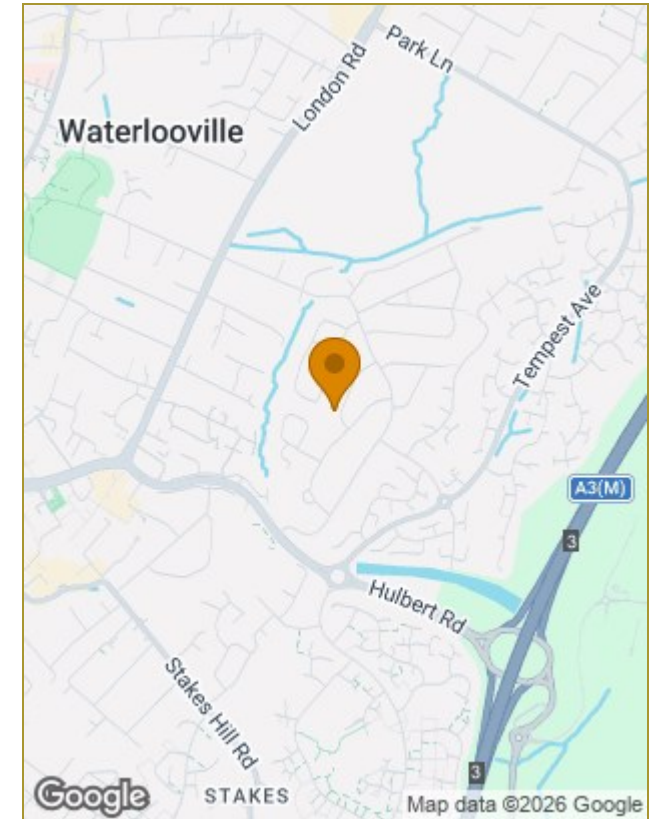 Park Ln
London Rd
Waterlooville
Tempest Ave
A3(M)
3
Hulbert Rd
Stakes Hill Rd
3
STAKES
Google
Map data ©2026 Google